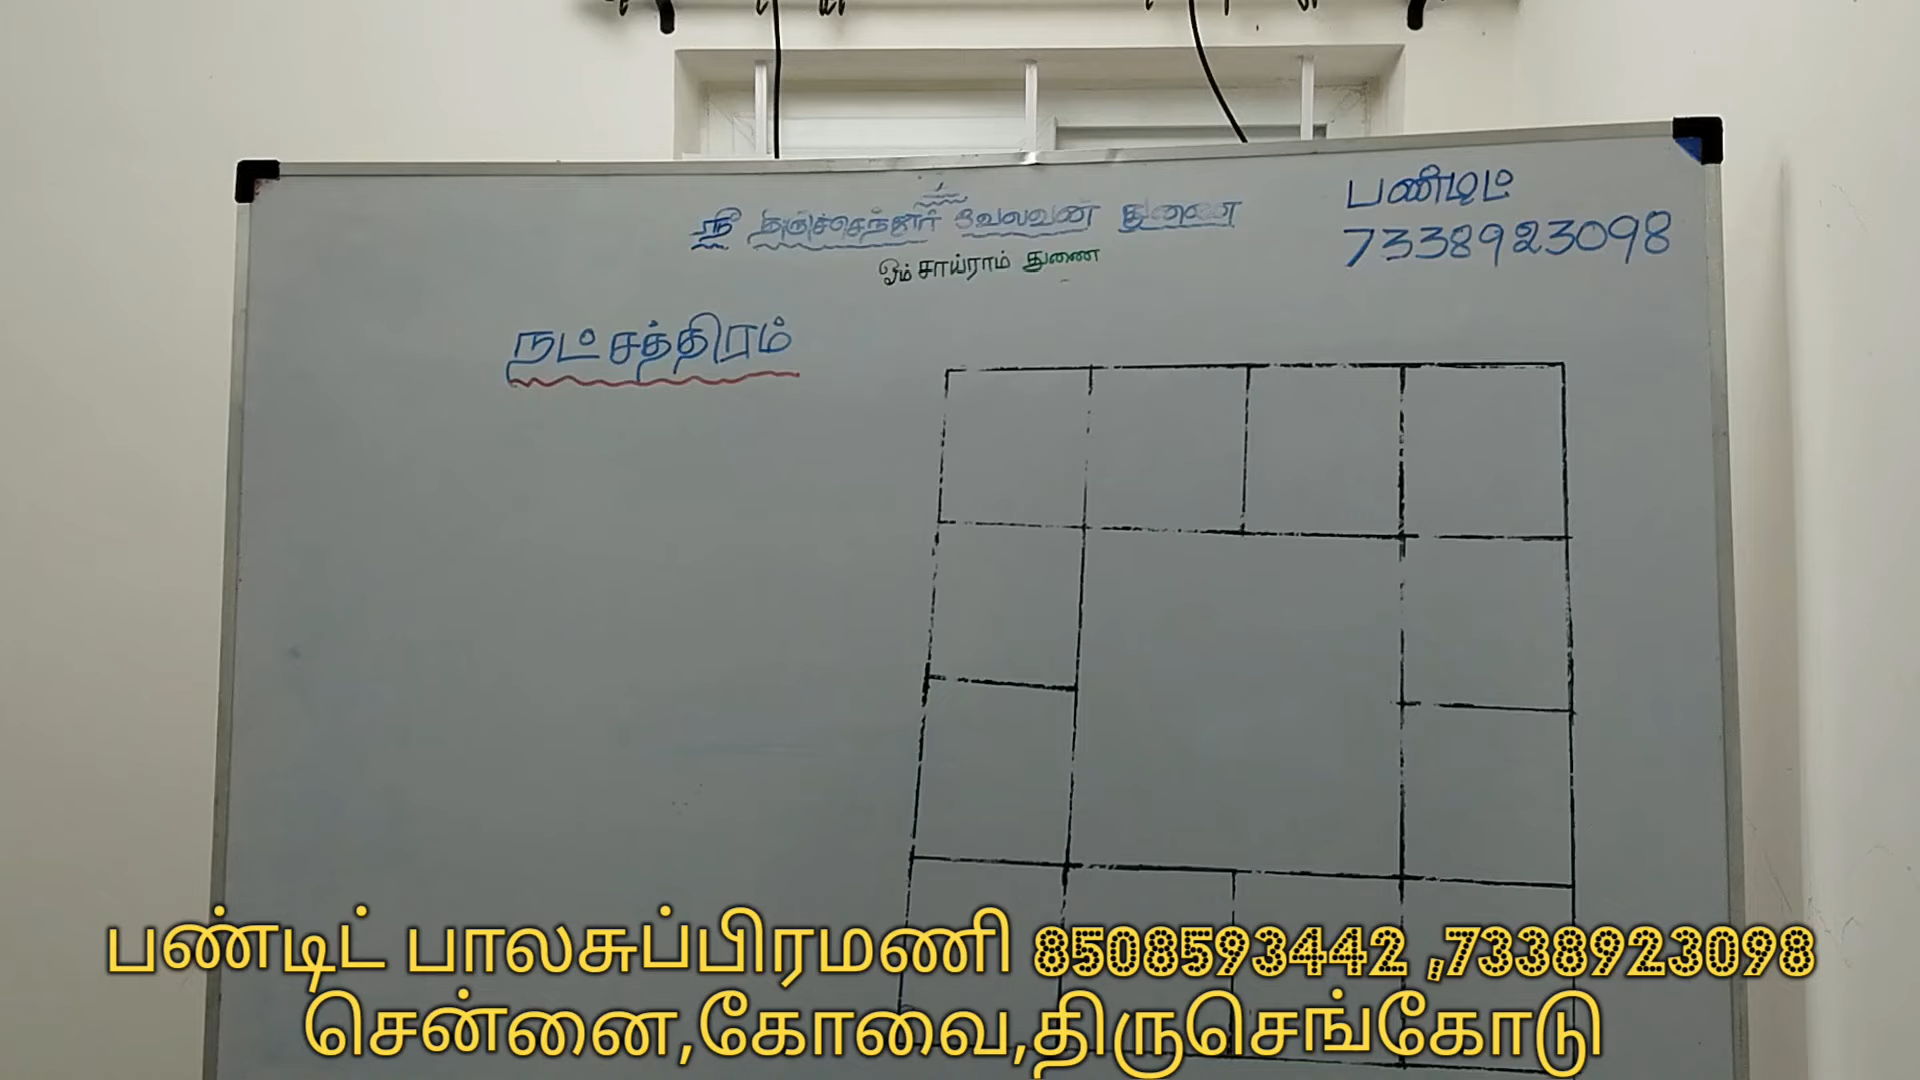 ஸ்ரீ திருச்செந்தூர் வேலவன் துணை
ஓம் சாய்ராம் துணை
பண்டிட்
7338923098
நட்சத்திரம்
பண்டிட் பாலசுப்பிரமணி 8508593442 ,7338923098
சென்னை,கோவை,திருசெங்கோடு